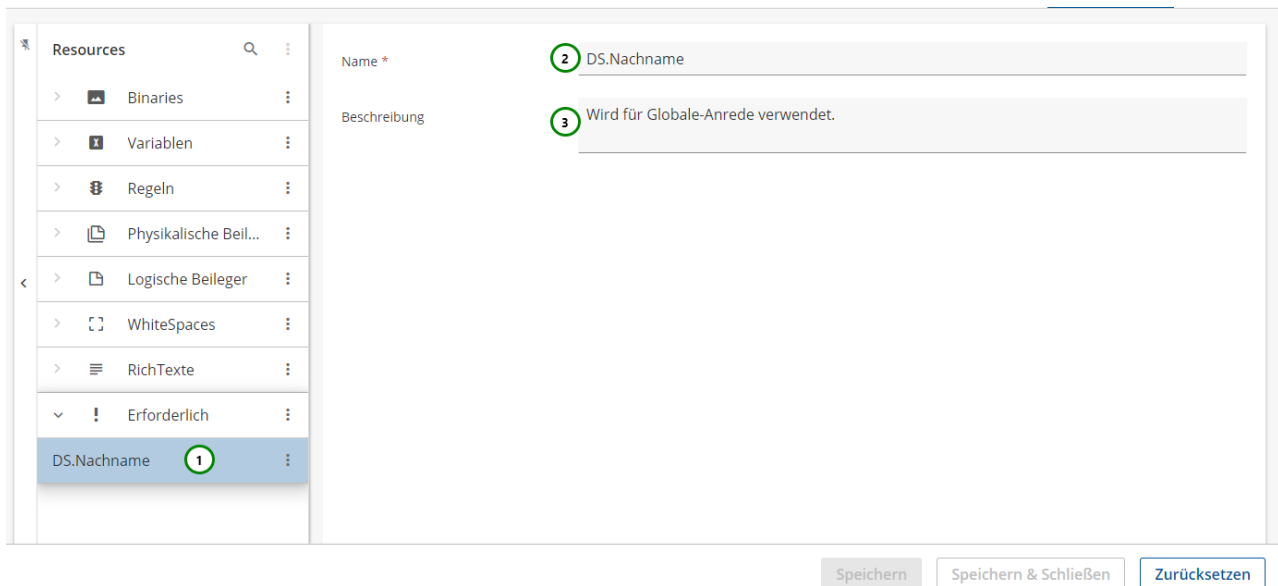 Resources
Binaries
Variablen
Regeln
Physikalische Beil...
Logische Beileger
WhiteSpaces
RichTexte
Erforderlich
DS.Nachname 1
Name * 2 DS.Nachname
Beschreibung 3 Wird für Globale-Anrede verwendet.
Speichern Speichern & Schließen Zurücksetzen